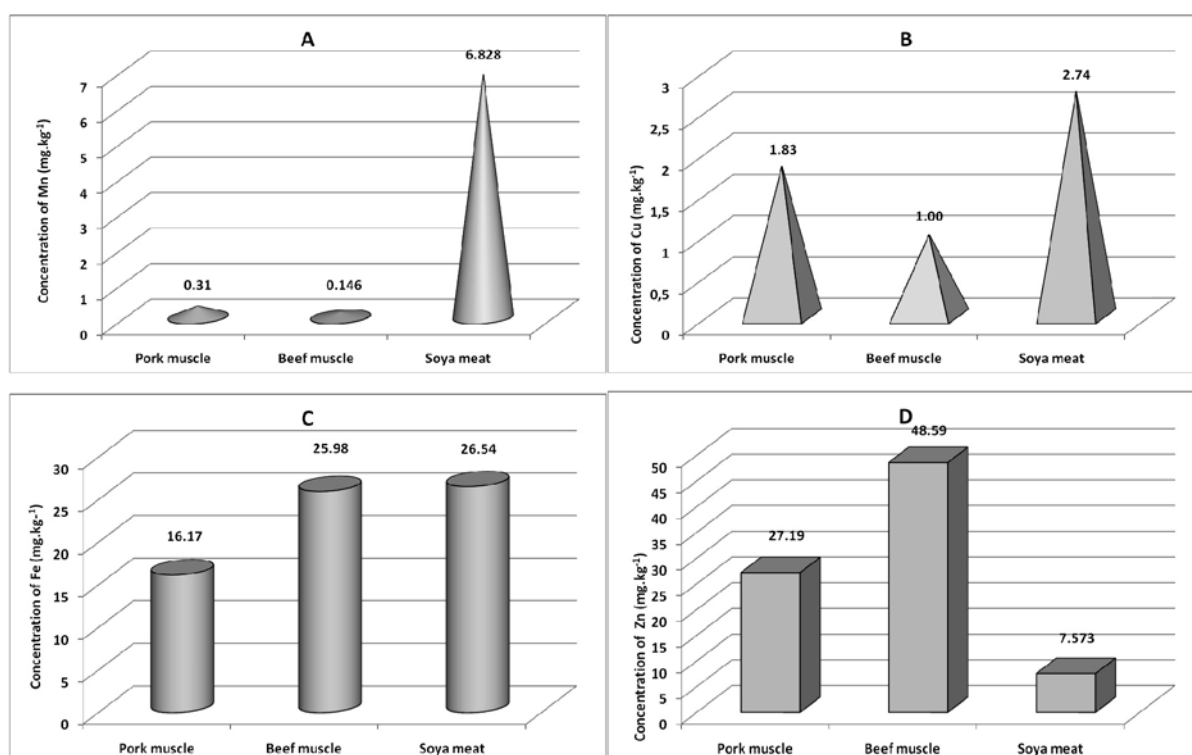 A
Concentration of Mn (mg.kg⁻¹)
7
6
5
4
3
2
1
0
0.31
0.146
6.828
Pork muscle
Beef muscle
Soya meat
B
Concentration of Cu (mg.kg⁻¹)
3
2,5
2
1,5
1
0,5
0
1.83
1.00
2.74
Pork muscle
Beef muscle
Soya meat
C
Concentration of Fe (mg.kg⁻¹)
30
25
20
15
10
5
0
16.17
25.98
26.54
Pork muscle
Beef muscle
Soya meat
D
Concentration of Zn (mg.kg⁻¹)
50
45
40
35
30
25
20
15
10
5
0
27.19
48.59
7.573
Pork muscle
Beef muscle
Soya meat